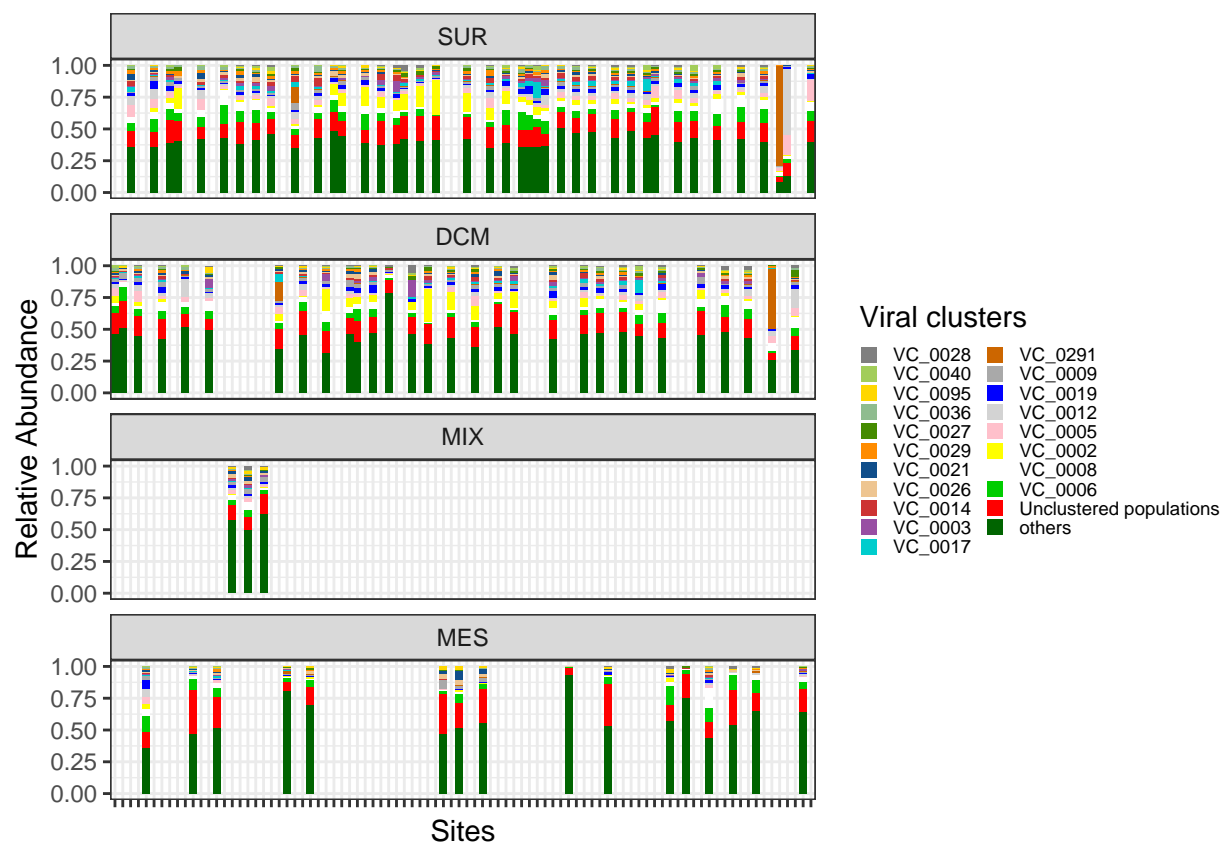 SUR
1.00
0.75
0.50
0.25
0.00
DCM
1.00
0.75
0.50
0.25
0.00
MIX
1.00
0.75
0.50
0.25
0.00
MES
1.00
0.75
0.50
0.25
0.00
Relative Abundance
Sites
Viral clusters
VC_0028
VC_0040
VC_0095
VC_0036
VC_0027
VC_0029
VC_0021
VC_0026
VC_0014
VC_0003
VC_0017
VC_0291
VC_0009
VC_0019
VC_0012
VC_0005
VC_0002
VC_0008
VC_0006
Unclustered populations
others